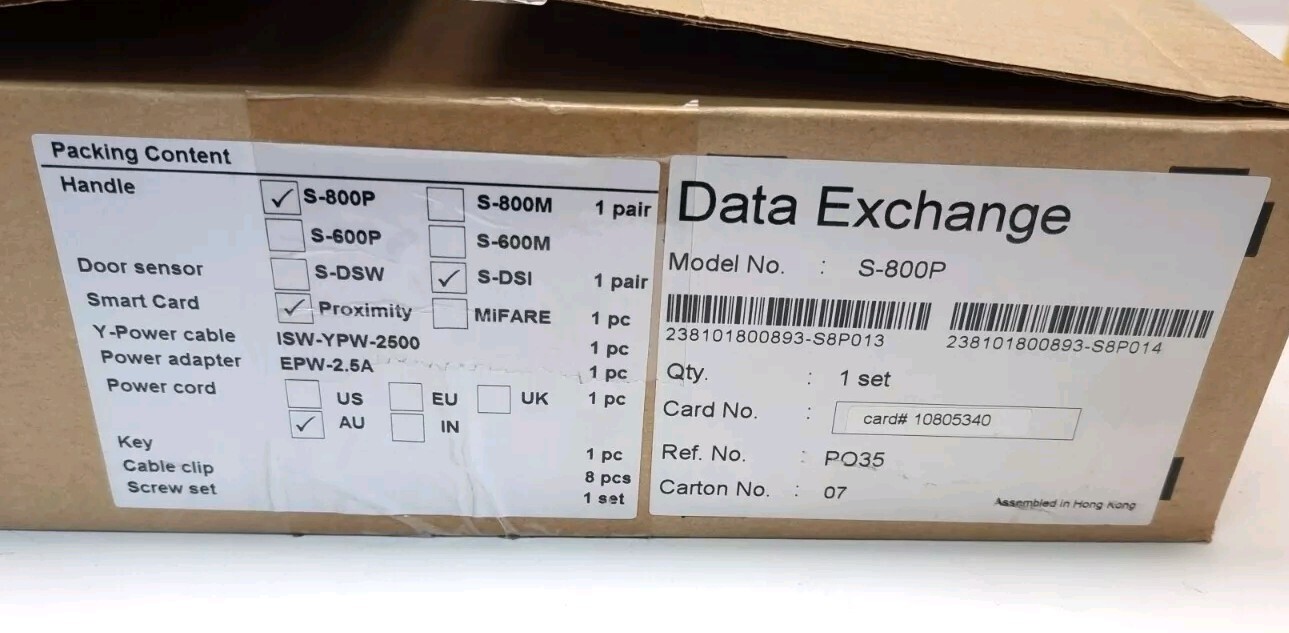 Packing Content
Handle ✓ S-800P S-800M 1 pair
S-600P S-600M
Door sensor S-DSW ✓ S-DSI 1 pair
Smart Card ✓ Proximity MiFARE 1 pc
Y-Power cable ISW-YPW-2500 1 pc
Power adapter EPW-2.5A 1 pc
Power cord US EU UK 1 pc
✓ AU IN
Key 1 pc
Cable clip 8 pcs
Screw set 1 set
Data Exchange
Model No. : S-800P
238101800893-S8P013 238101800893-S8P014
Qty. : 1 set
Card No. : card# 10805340
Ref. No. : PO35
Carton No. : 07
Assembled in Hong Kong